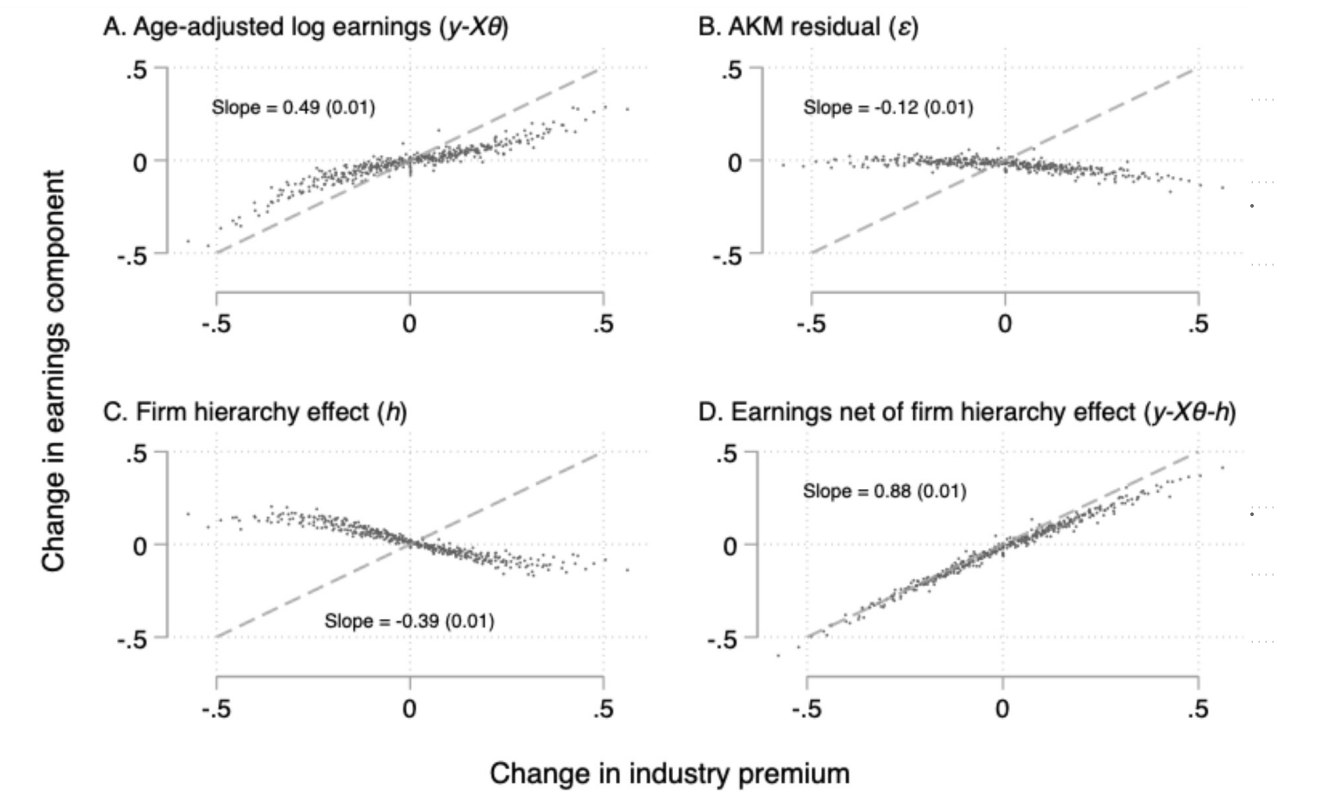 A. Age-adjusted log earnings (y-Xθ)
.5
0
-.5
Slope = 0.49 (0.01)
-.5 0 .5
B. AKM residual (ε)
.5
0
-.5
Slope = -0.12 (0.01)
-.5 0 .5
Change in earnings component
C. Firm hierarchy effect (h)
.5
0
-.5
Slope = -0.39 (0.01)
-.5 0 .5
D. Earnings net of firm hierarchy effect (y-Xθ-h)
.5
0
-.5
Slope = 0.88 (0.01)
-.5 0 .5
Change in industry premium